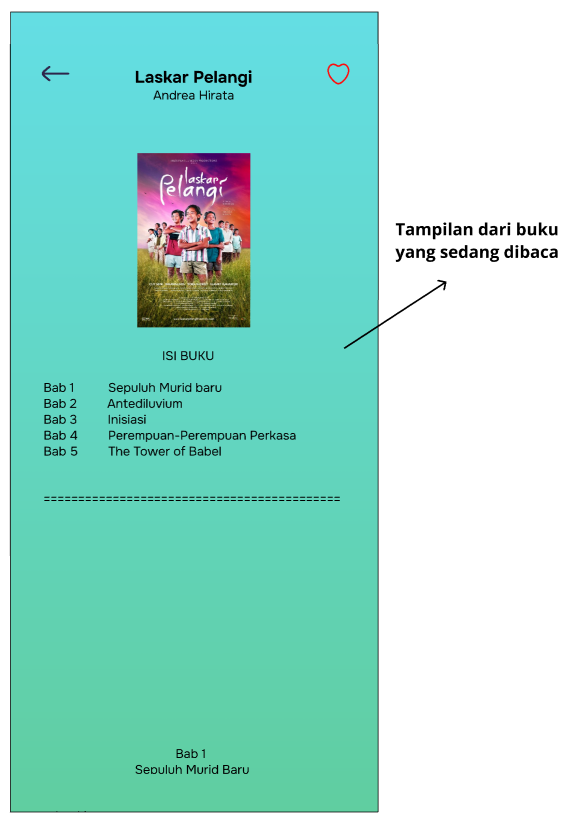 Laskar Pelangi
Andrea Hirata
laskar
Pelangi
Tampilan dari buku
yang sedang dibaca
ISI BUKU
Bab 1 Sepuluh Murid baru
Bab 2 Antediluvium
Bab 3 Inisiasi
Bab 4 Perempuan-Perempuan Perkasa
Bab 5 The Tower of Babel
===========================================
Bab 1
Sepuluh Murid Baru